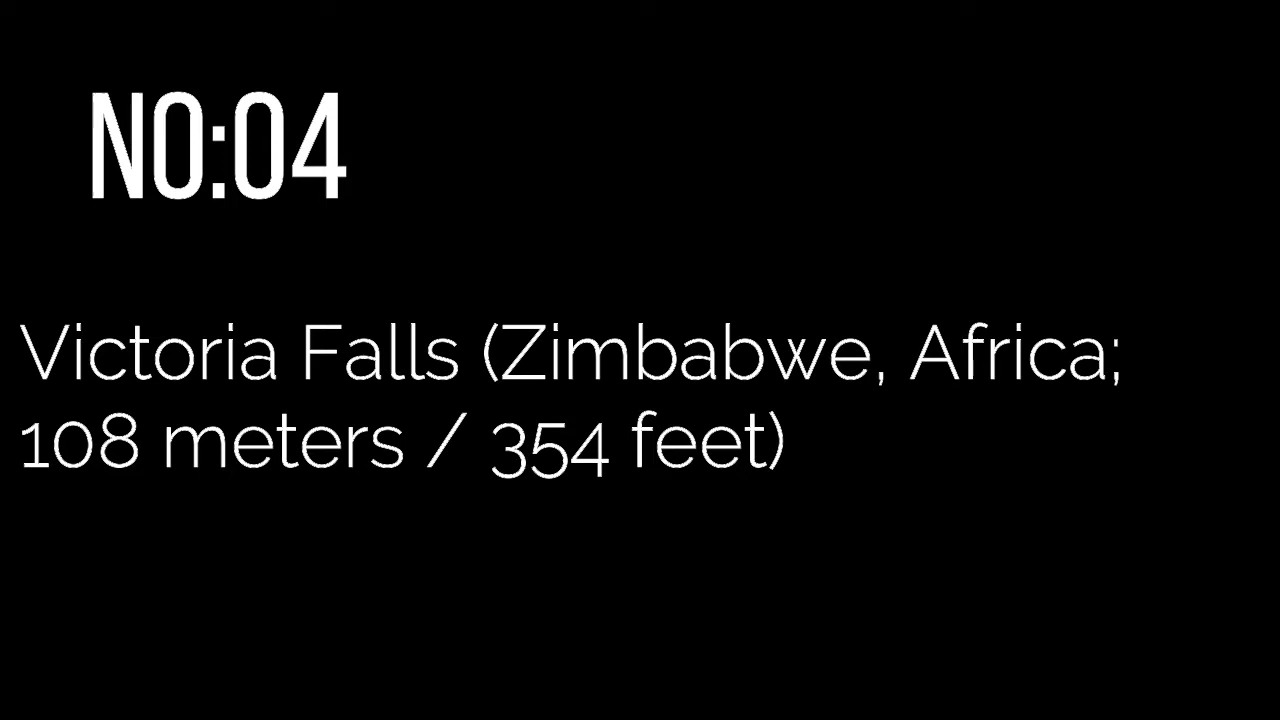 NO:04
Victoria Falls (Zimbabwe, Africa;
108 meters / 354 feet)